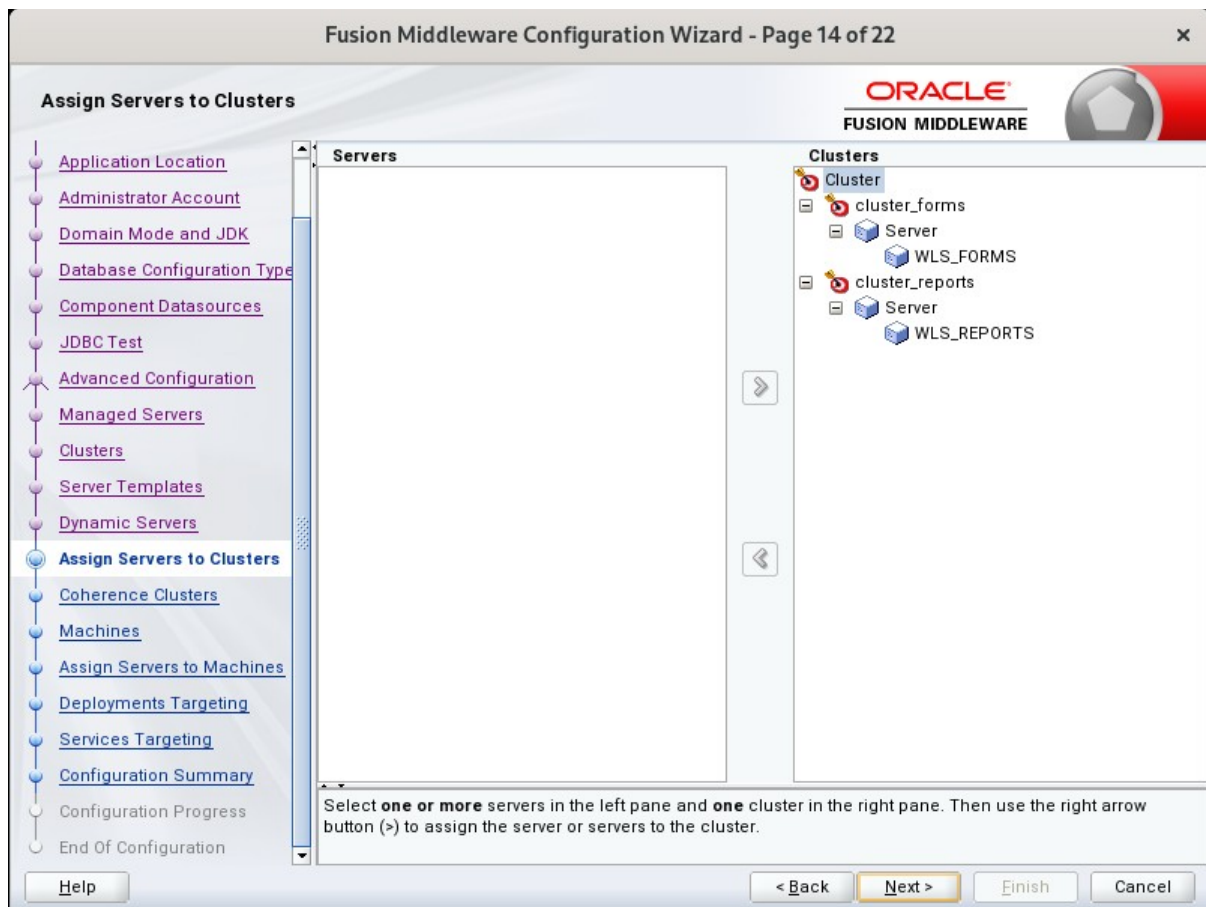 Fusion Middleware Configuration Wizard - Page 14 of 22
×
Assign Servers to Clusters
ORACLE
FUSION MIDDLEWARE
Application Location
Administrator Account
Domain Mode and JDK
Database Configuration Type
Component Datasources
JDBC Test
Advanced Configuration
Managed Servers
Clusters
Server Templates
Dynamic Servers
Assign Servers to Clusters
Coherence Clusters
Machines
Assign Servers to Machines
Deployments Targeting
Services Targeting
Configuration Summary
Configuration Progress
End Of Configuration
Servers
Clusters
Cluster
cluster_forms
Server
WLS_FORMS
cluster_reports
Server
WLS_REPORTS
Select one or more servers in the left pane and one cluster in the right pane. Then use the right arrow
button (>) to assign the server or servers to the cluster.
Help
< Back
Next >
Finish
Cancel